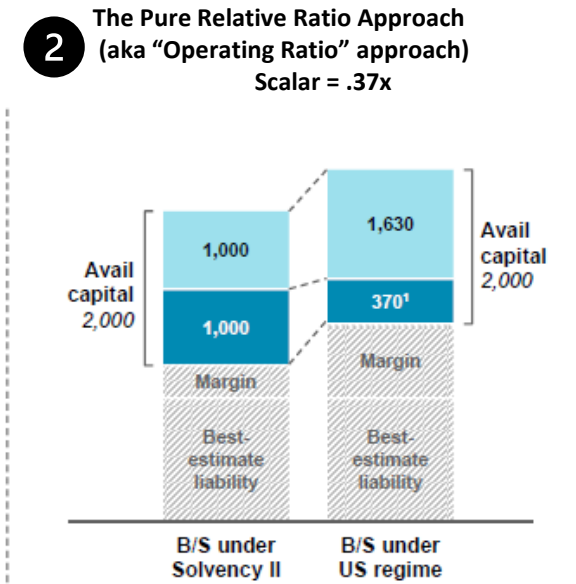 2
The Pure Relative Ratio Approach
(aka “Operating Ratio” approach)
Scalar = .37x
Avail
capital
2,000
1,000
1,000
Margin
Best-
estimate
liability
1,630
370¹
Margin
Best-
estimate
liability
Avail
capital
2,000
B/S under
Solvency II
B/S under
US regime